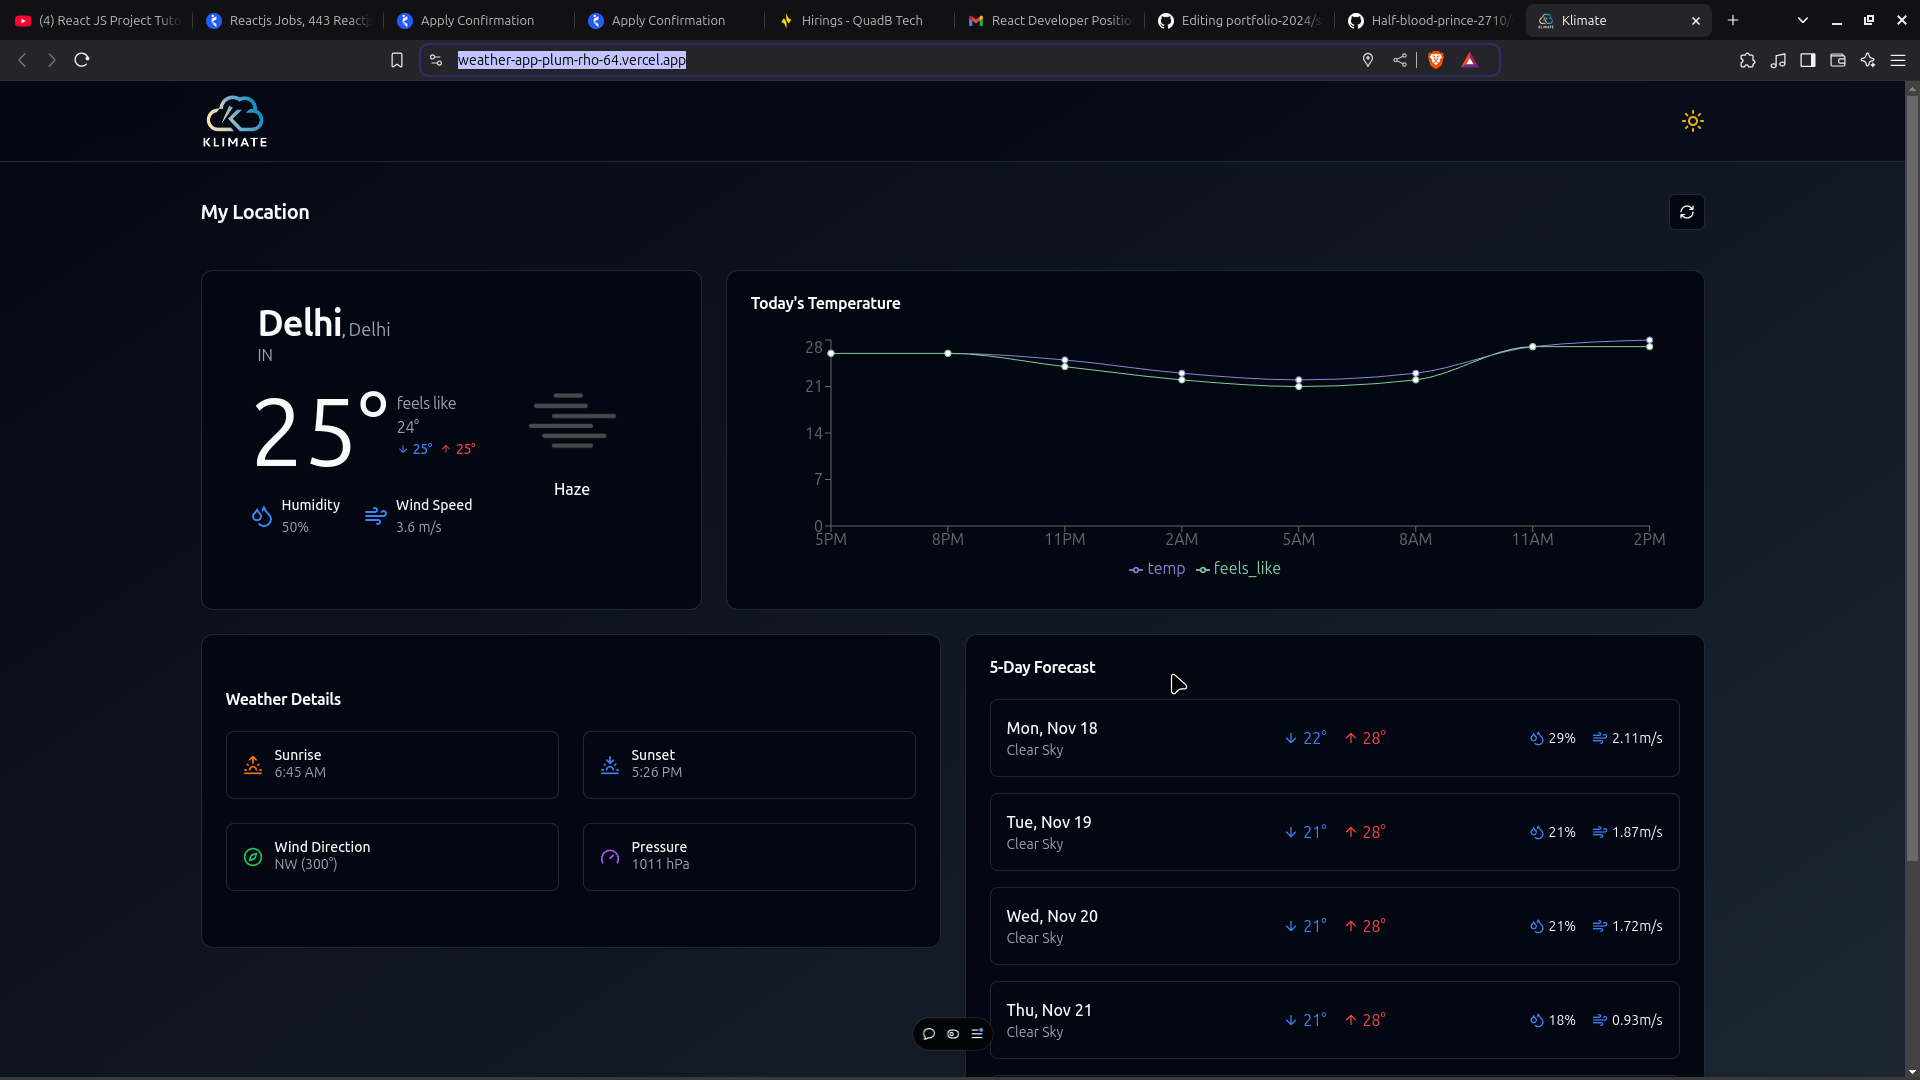 (4) React JS Project Tuto
Reactjs Jobs, 443 Reactj
Apply Confirmation
Apply Confirmation
Hirings - QuadB Tech
React Developer Positio
Editing portfolio-2024/s
Half-blood-prince-2710/
Klimate
weather-app-plum-rho-64.vercel.app
KLIMATE
My Location
Delhi, Delhi
IN
25°
feels like
24°
25° 25°
Haze
Humidity
50%
Wind Speed
3.6 m/s
Today's Temperature
28
21
14
7
0
5PM 8PM 11PM 2AM 5AM 8AM 11AM 2PM
temp feels_like
Weather Details
Sunrise
6:45 AM
Sunset
5:26 PM
Wind Direction
NW (300°)
Pressure
1011 hPa
5-Day Forecast
Mon, Nov 18
Clear Sky
22° 28° 29% 2.11m/s
Tue, Nov 19
Clear Sky
21° 28° 21% 1.87m/s
Wed, Nov 20
Clear Sky
21° 28° 21% 1.72m/s
Thu, Nov 21
Clear Sky
21° 28° 18% 0.93m/s